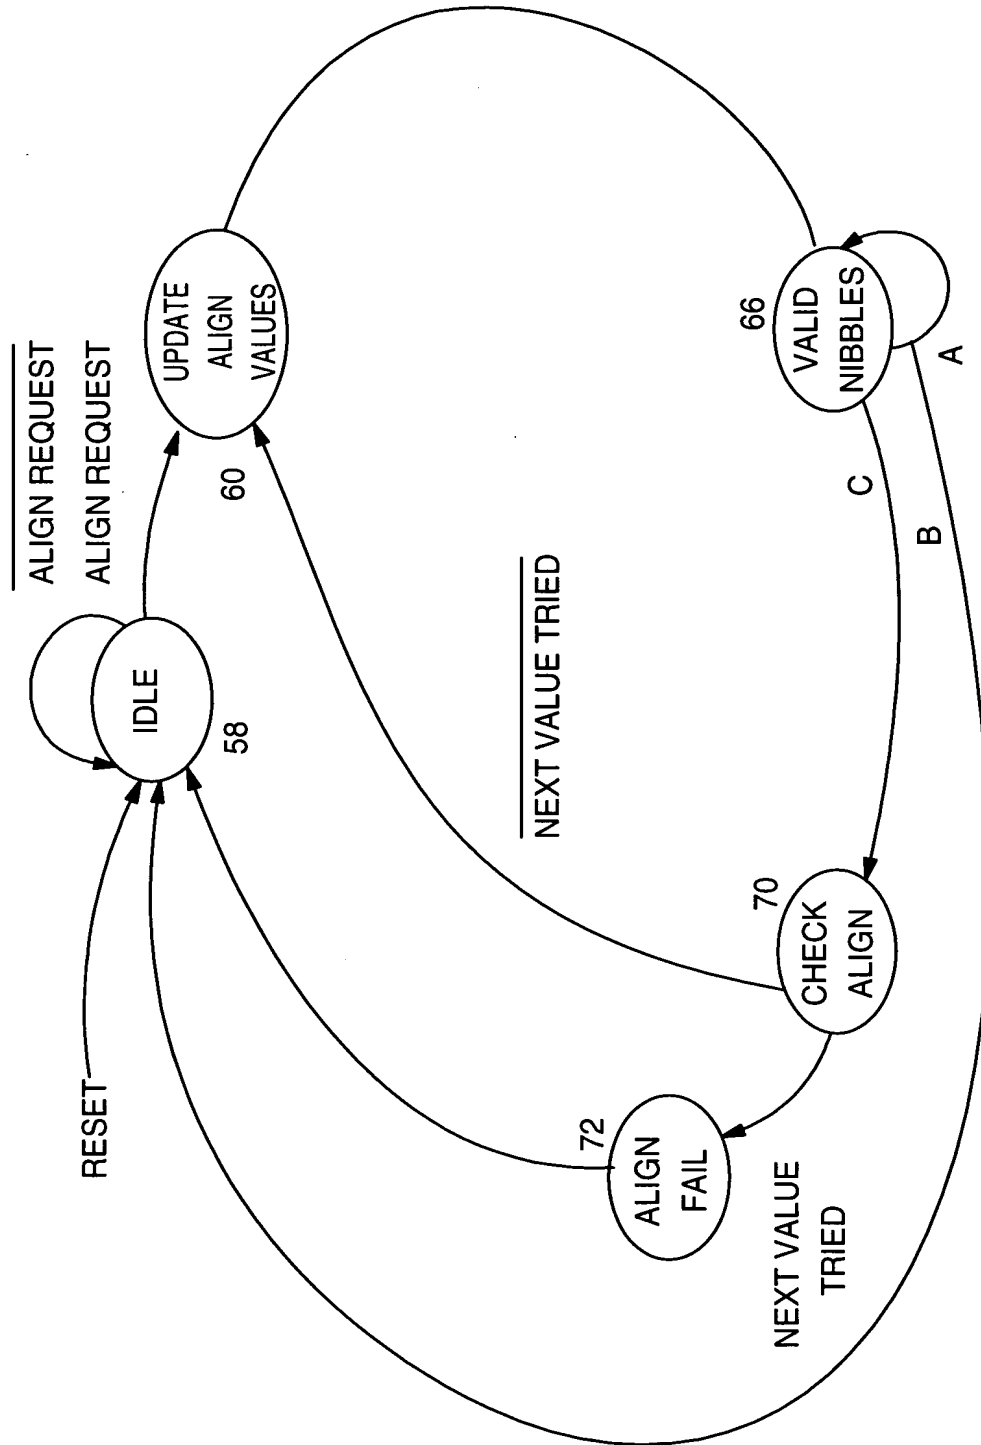 RESET
IDLE
58
ALIGN REQUEST
ALIGN REQUEST
UPDATE
ALIGN
VALUES
60
NEXT VALUE TRIED
72
ALIGN
FAIL
NEXT VALUE
TRIED
70
CHECK
ALIGN
66
VALID
NIBBLES
C
B
A